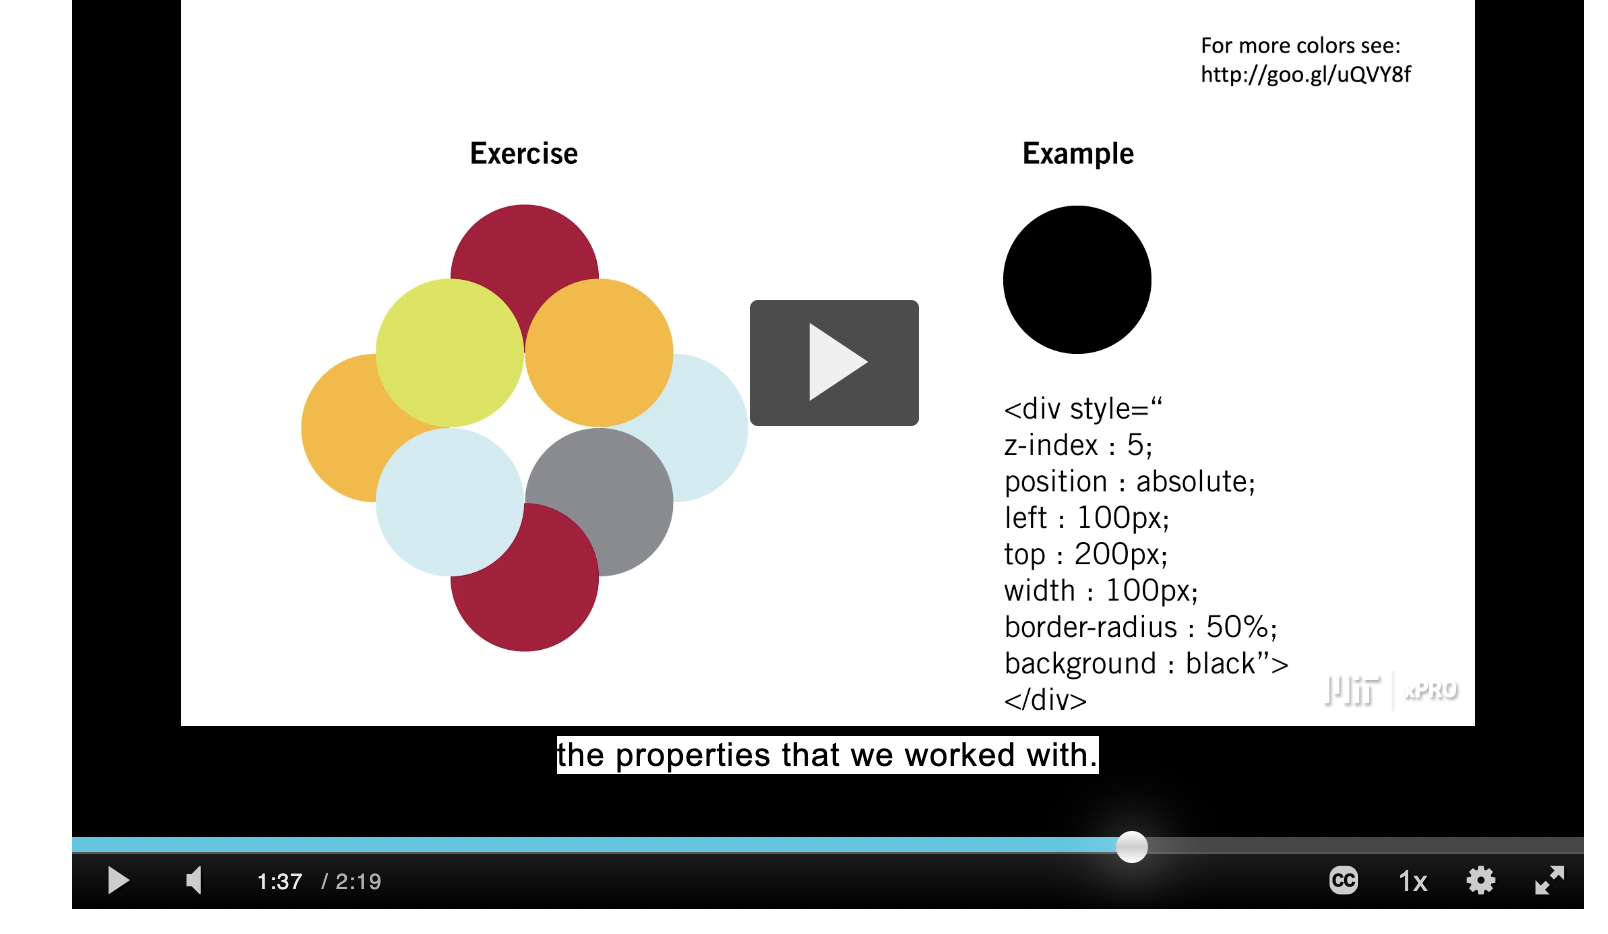 For more colors see:
http://goo.gl/uQVY8f
Exercise
Example
<div style=“
z-index : 5;
position : absolute;
left : 100px;
top : 200px;
width : 100px;
border-radius : 50%;
background : black”>
</div>
MIT xPRO
the properties that we worked with.
1:37 / 2:19
CC
1x